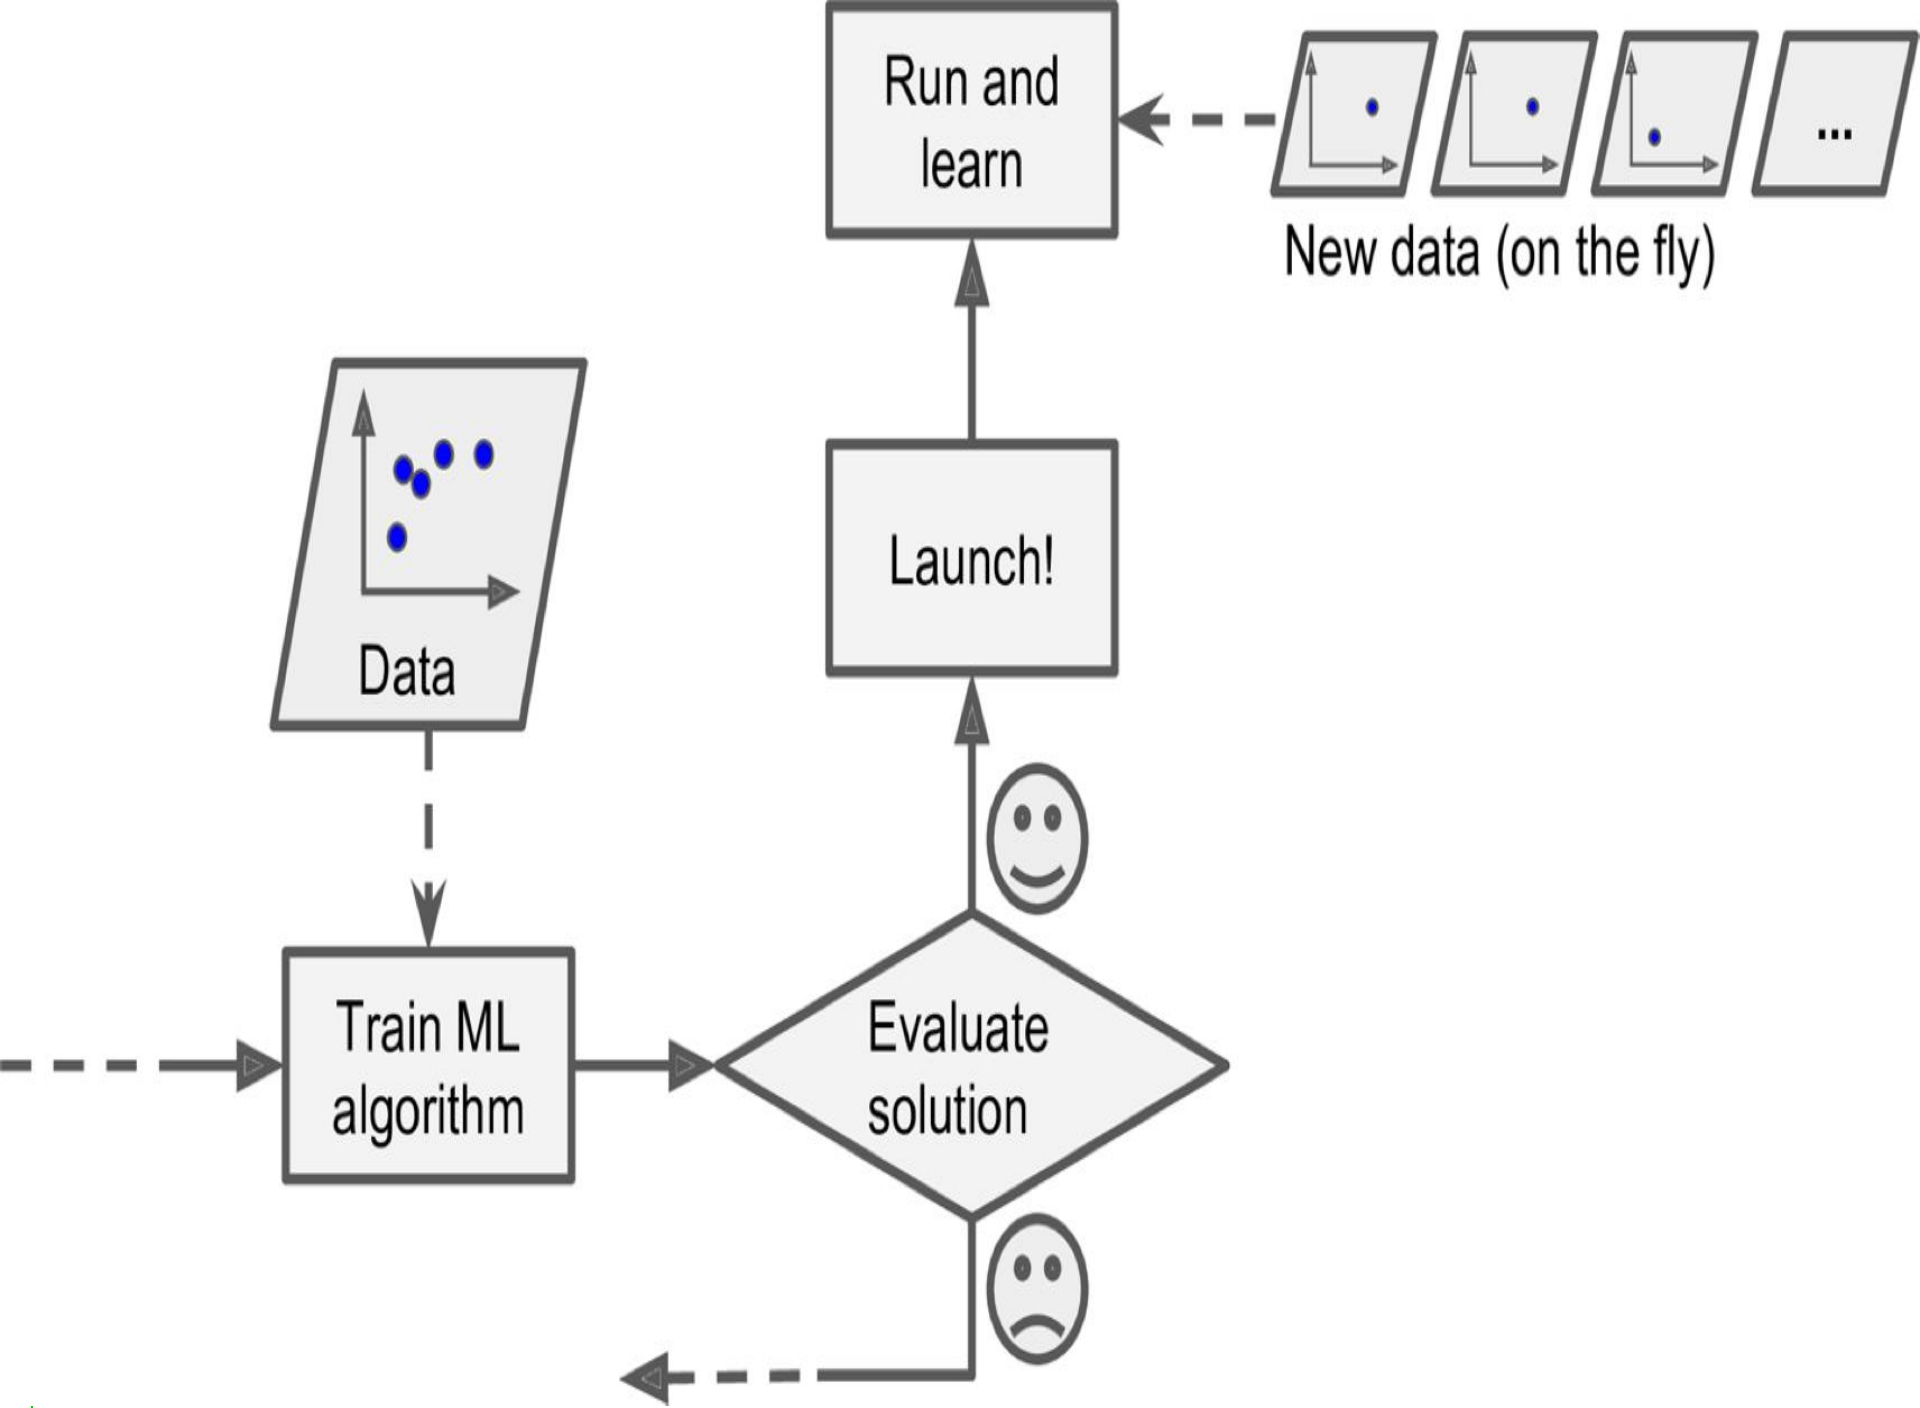 Run and
learn
...
New data (on the fly)
Launch!
Data
Train ML
algorithm
Evaluate
solution